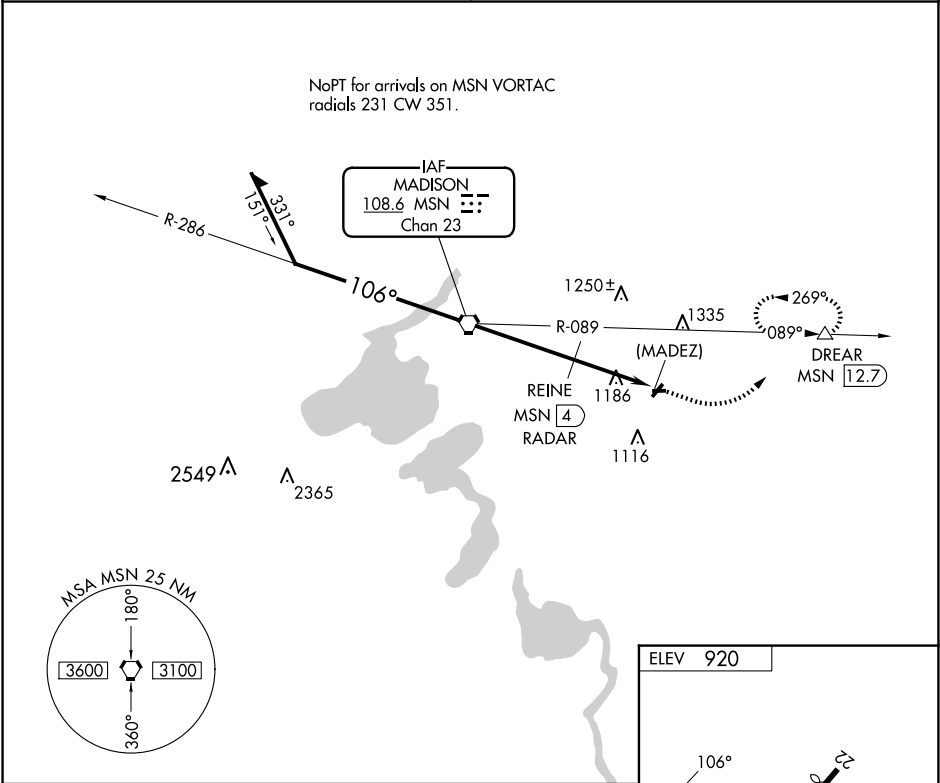 NoPT for arrivals on MSN VORTAC
radials 231 CW 351.
IAF
MADISON
108.6 MSN
Chan 23
331°
151°
R-286
106°
1250±
1335
269°
R-089
089°
(MADEZ)
DREAR
MSN 12.7
REINE
MSN 4
RADAR
1186
1116
2549
2365
MSA MSN 25 NM
180°
3600
3100
360°
ELEV 920
106°
22